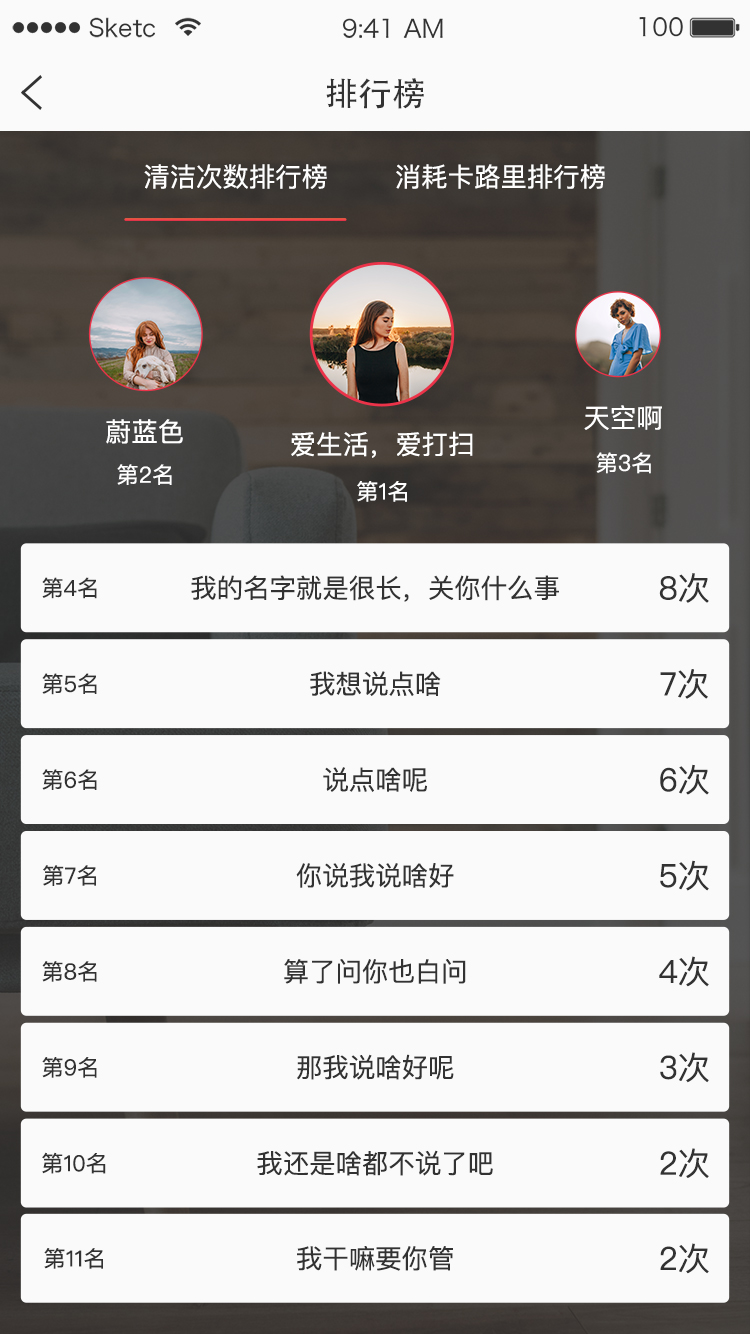 Sketc 9:41 AM 100
排行榜
清洁次数排行榜 消耗卡路里排行榜
蔚蓝色
第2名
爱生活，爱打扫
第1名
天空啊
第3名
第4名 我的名字就是很长，关你什么事 8次
第5名 我想说点啥 7次
第6名 说点啥呢 6次
第7名 你说我说啥好 5次
第8名 算了问你也白问 4次
第9名 那我说啥好呢 3次
第10名 我还是啥都不说了吧 2次
第11名 我干嘛要你管 2次